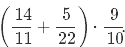 (14/11 + 5/22) · 9/10.